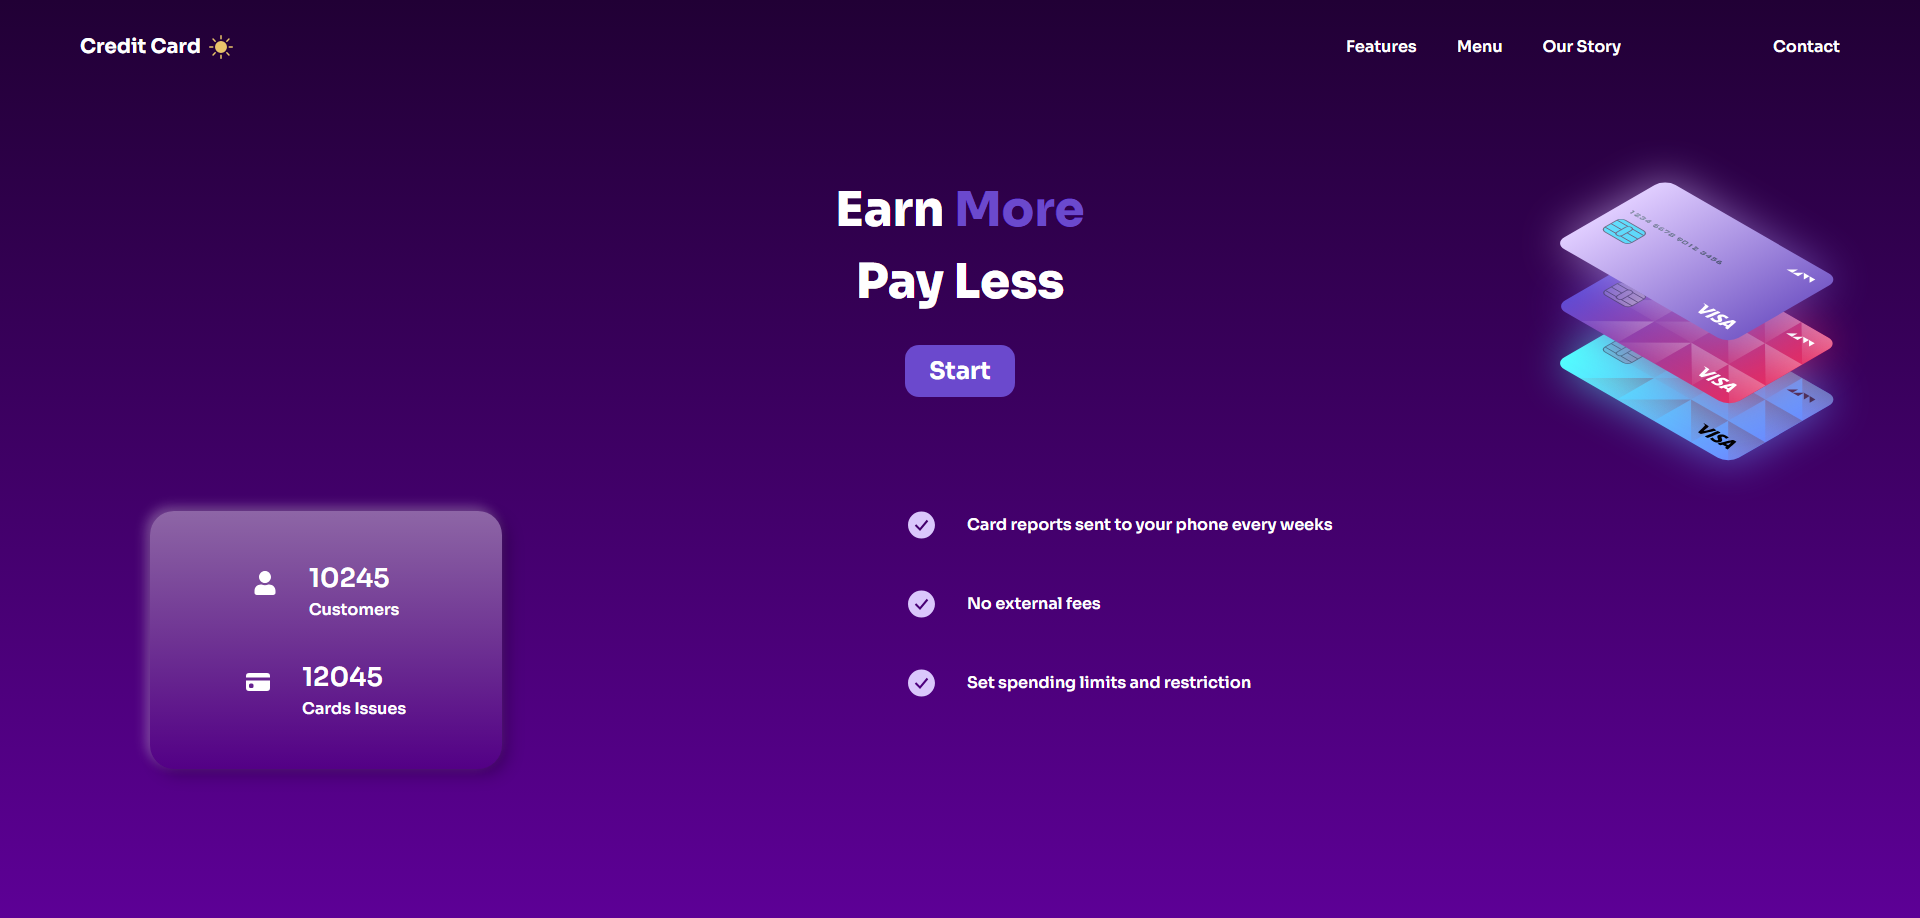 Credit Card
Features Menu Our Story Contact
Earn More
Pay Less
Start
1234 5678 9012 3456
VISA
VISA
VISA
10245
Customers
12045
Cards Issues
Card reports sent to your phone every weeks
No external fees
Set spending limits and restriction